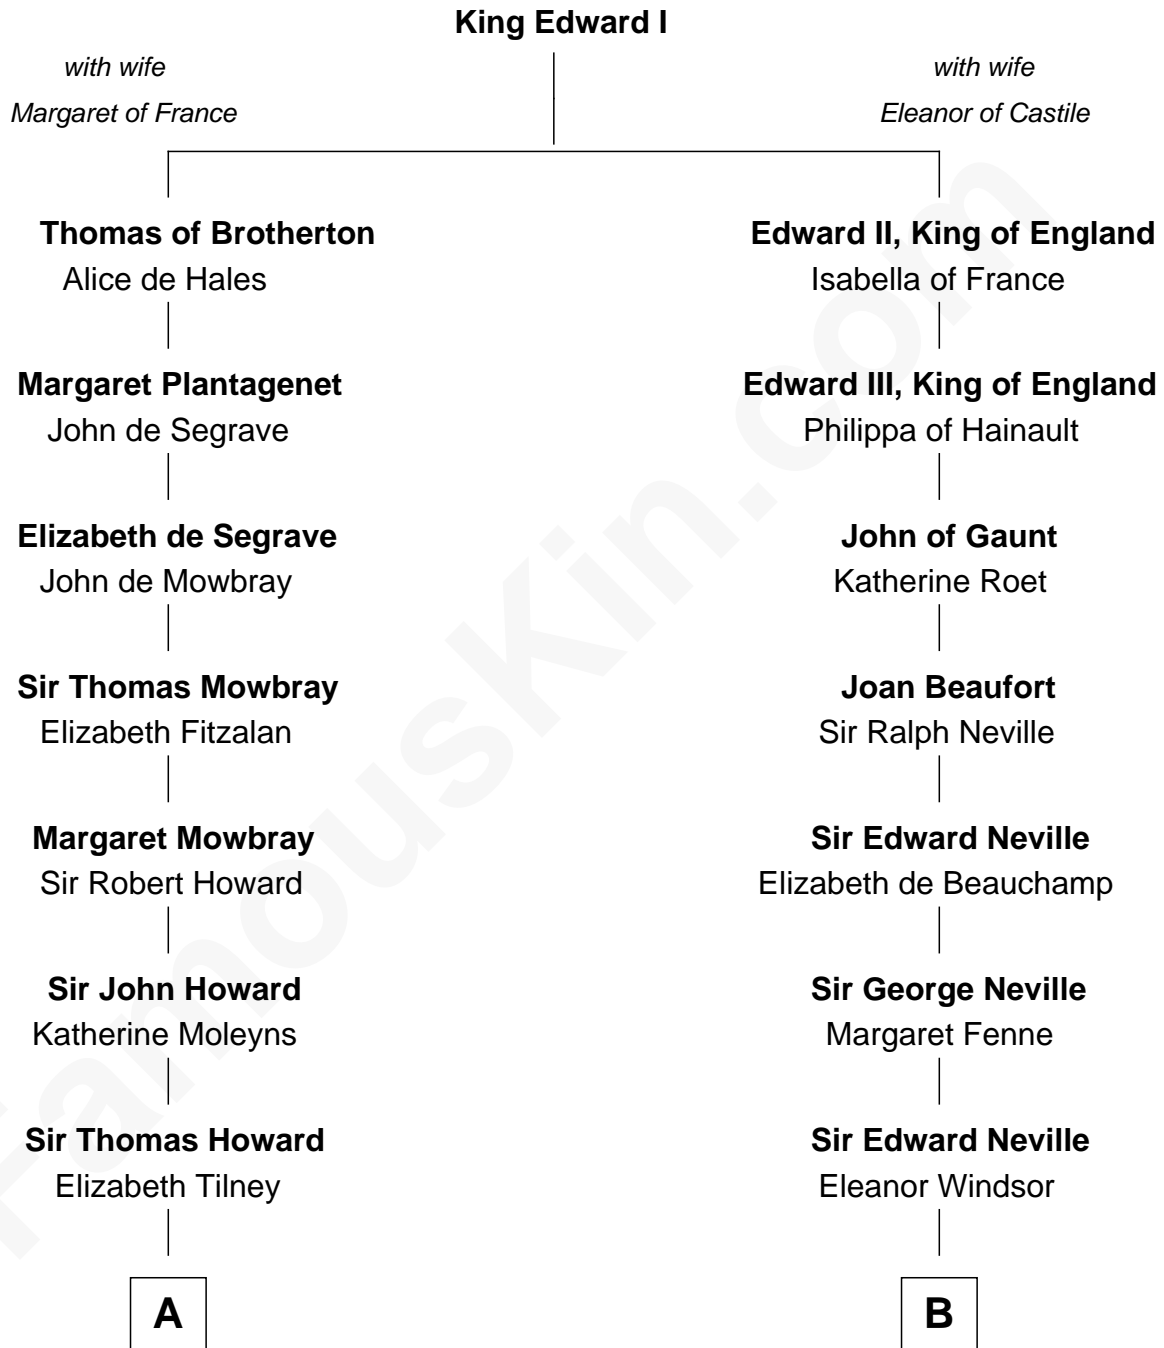 King Edward I
with wife
Margaret of France
with wife
Eleanor of Castile
Thomas of Brotherton
Alice de Hales
Edward II, King of England
Isabella of France
Margaret Plantagenet
John de Segrave
Edward III, King of England
Philippa of Hainault
Elizabeth de Segrave
John de Mowbray
John of Gaunt
Katherine Roet
Sir Thomas Mowbray
Elizabeth Fitzalan
Joan Beaufort
Sir Ralph Neville
Margaret Mowbray
Sir Robert Howard
Sir Edward Neville
Elizabeth de Beauchamp
Sir John Howard
Katherine Moleyns
Sir George Neville
Margaret Fenne
Sir Thomas Howard
Elizabeth Tilney
Sir Edward Neville
Eleanor Windsor
A
B
FamousKin.com